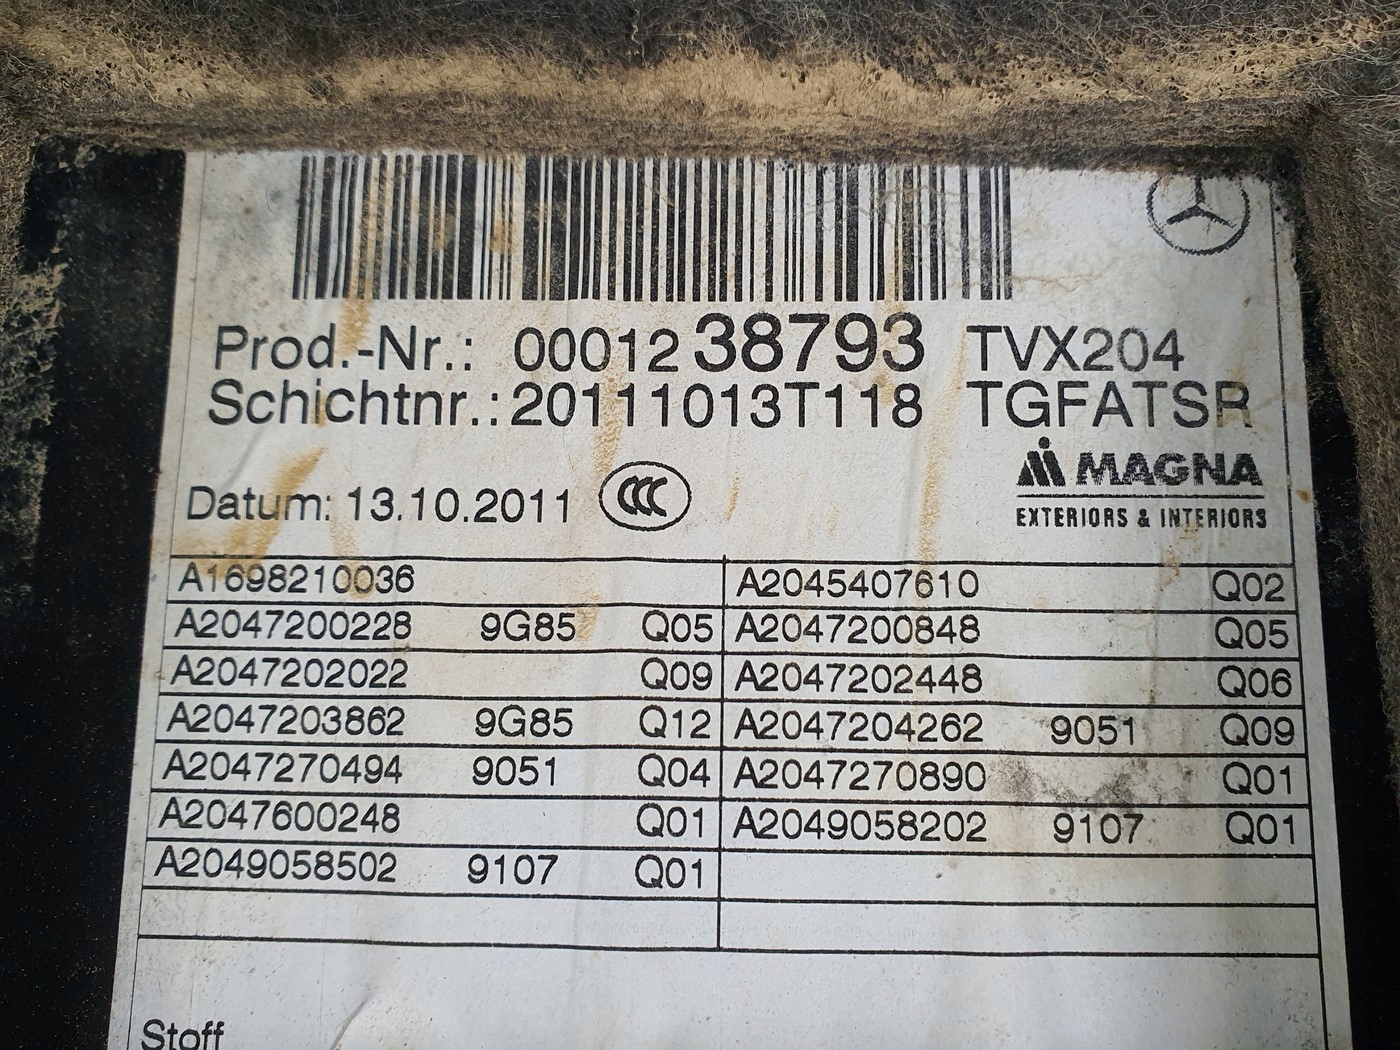 Prod.-Nr.: 0001238793 TVX204
Schichtnr.: 20111013T118 TGFATSR
MAGNA
EXTERIORS & INTERIORS
Datum: 13.10.2011 CCC
A1698210036 A2045407610 Q02
A2047200228 9G85 Q05 A2047200848 Q05
A2047202022 Q09 A2047202448 Q06
A2047203862 9G85 Q12 A2047204262 9051 Q09
A2047270494 9051 Q04 A2047270890 Q01
A2047600248 Q01 A2049058202 9107 Q01
A2049058502 9107 Q01
Stoff